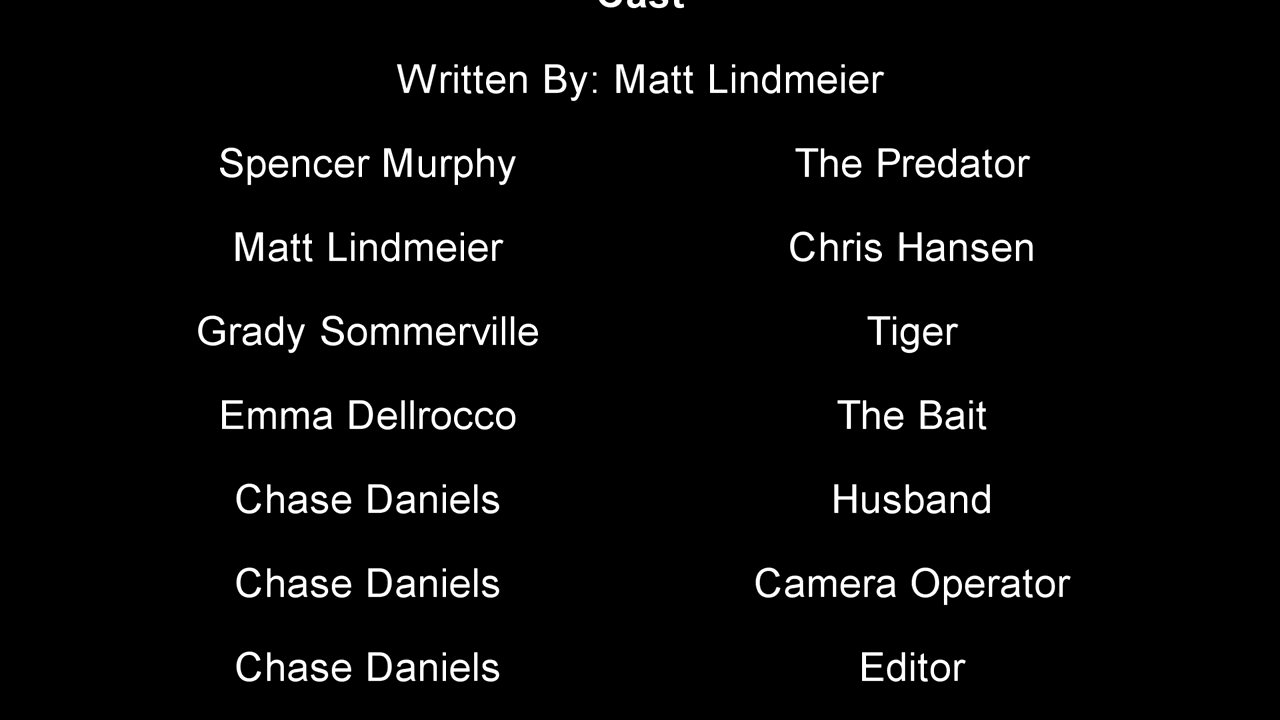 Cast
Written By: Matt Lindmeier
Spencer Murphy The Predator
Matt Lindmeier Chris Hansen
Grady Sommerville Tiger
Emma Dellrocco The Bait
Chase Daniels Husband
Chase Daniels Camera Operator
Chase Daniels Editor